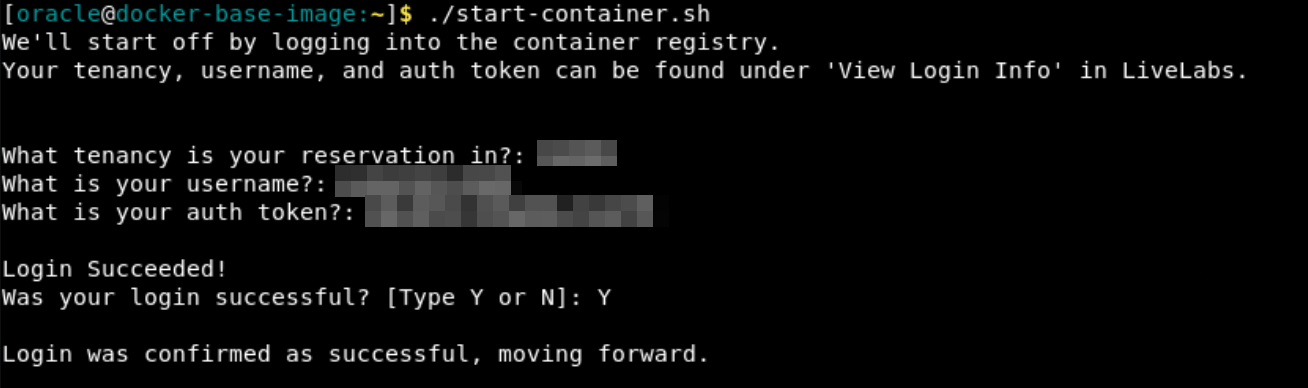 [oracle@docker-base-image:~]$ ./start-container.sh
We'll start off by logging into the container registry.
Your tenancy, username, and auth token can be found under 'View Login Info' in LiveLabs.
What tenancy is your reservation in?:
What is your username?:
What is your auth token?:
Login Succeeded!
Was your login successful? [Type Y or N]: Y
Login was confirmed as successful, moving forward.